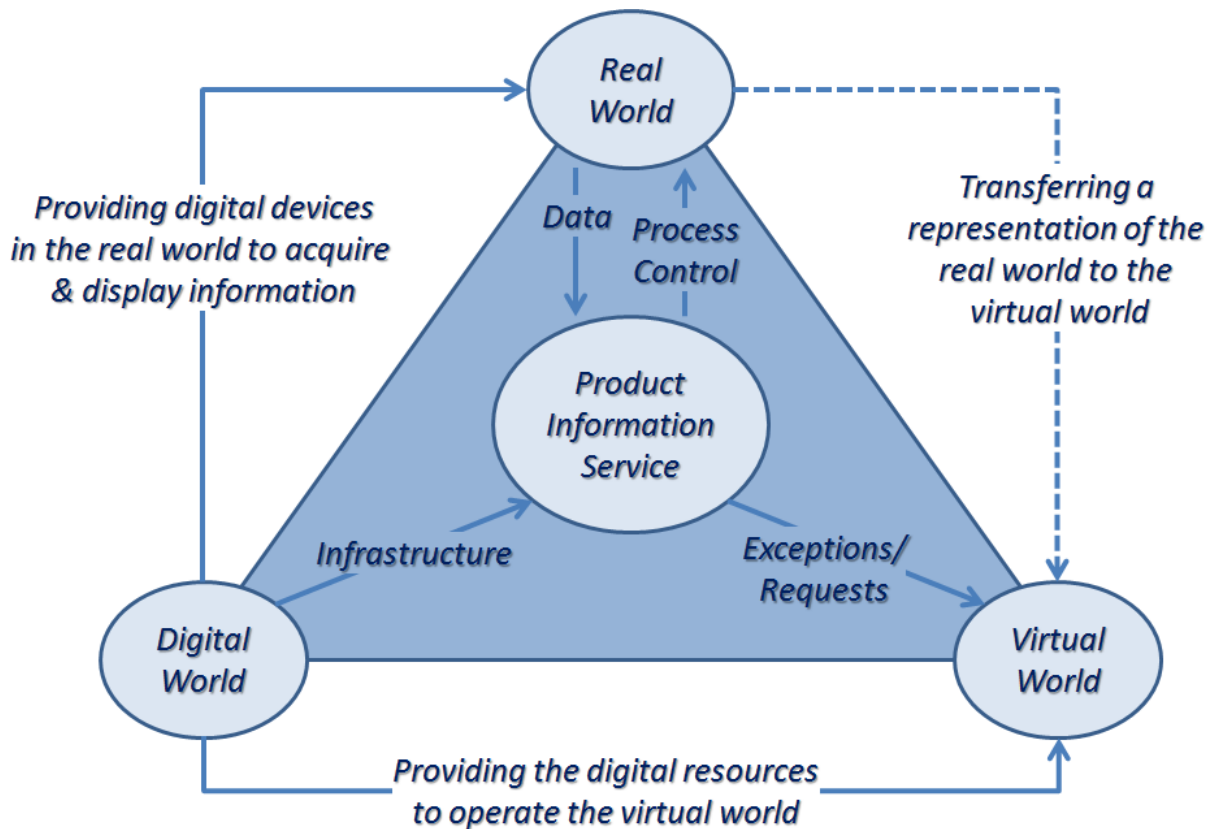 Real
World
Providing digital devices
in the real world to acquire
& display information
Data
Process
Control
Transferring a
representation of the
real world to the
virtual world
Product
Information
Service
Infrastructure
Exceptions/
Requests
Digital
World
Virtual
World
Providing the digital resources
to operate the virtual world